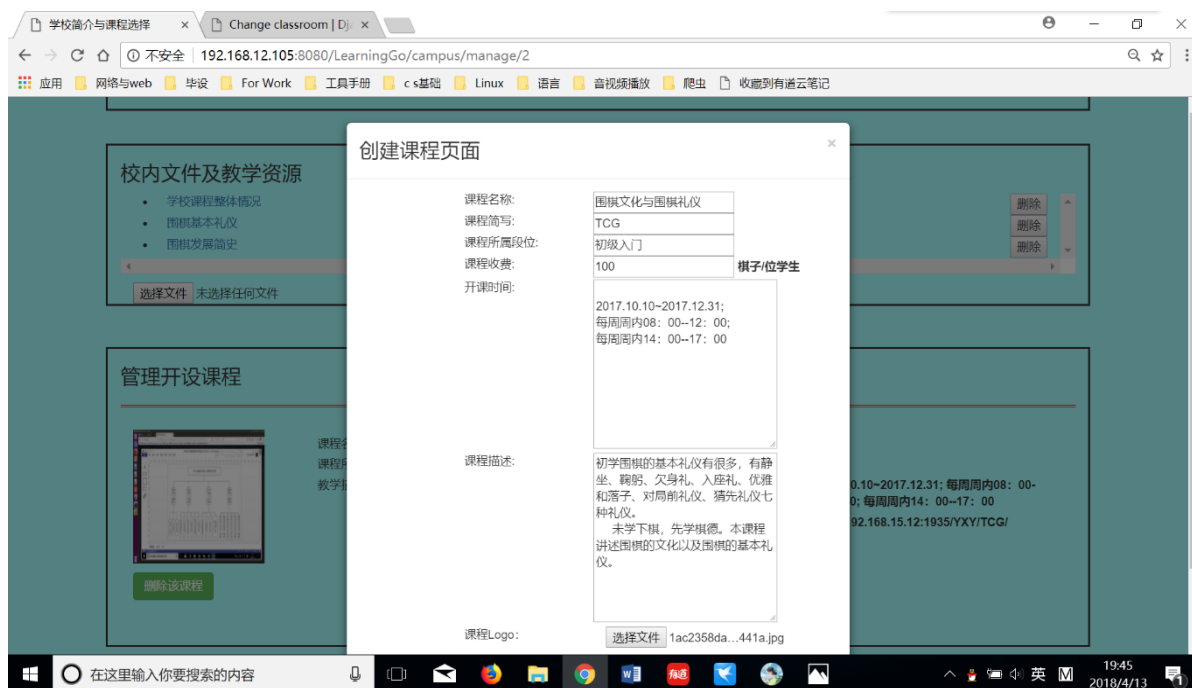 学校简介与课程选择
Change classroom | Dj
不安全 192.168.12.105:8080/LearningGo/campus/manage/2
应用 网络与web 毕设 For Work 工具手册 c s基础 Linux 语言 音视频播放 爬虫 收藏到有道云笔记
创建课程页面
校内文件及教学资源
学校课程整体情况 删除
围棋基本礼仪 删除
围棋发展简史 删除
选择文件 未选择任何文件
管理开设课程
课程名
课程所
教学描
删除该课程
课程名称: 围棋文化与围棋礼仪
课程简写: TCG
课程所属段位: 初级入门
课程收费: 100 棋子/位学生
开课时间:
2017.10.10~2017.12.31;
每周周内08：00--12：00;
每周周内14：00--17：00
课程描述: 初学围棋的基本礼仪有很多，有静
坐、鞠躬、欠身礼、入座礼、优雅
和落子、对局前礼仪、猜先礼仪七
种礼仪。
未学下棋，先学棋德。本课程
讲述围棋的文化以及围棋的基本礼
仪。
课程Logo： 选择文件 1ac2358da...441a.jpg
0.10~2017.12.31; 每周周内08：00-
0; 每周周内14：00--17：00
92.168.15.12:1935/YXY/TCG/
在这里输入你要搜索的内容
英 M 19:45
2018/4/13